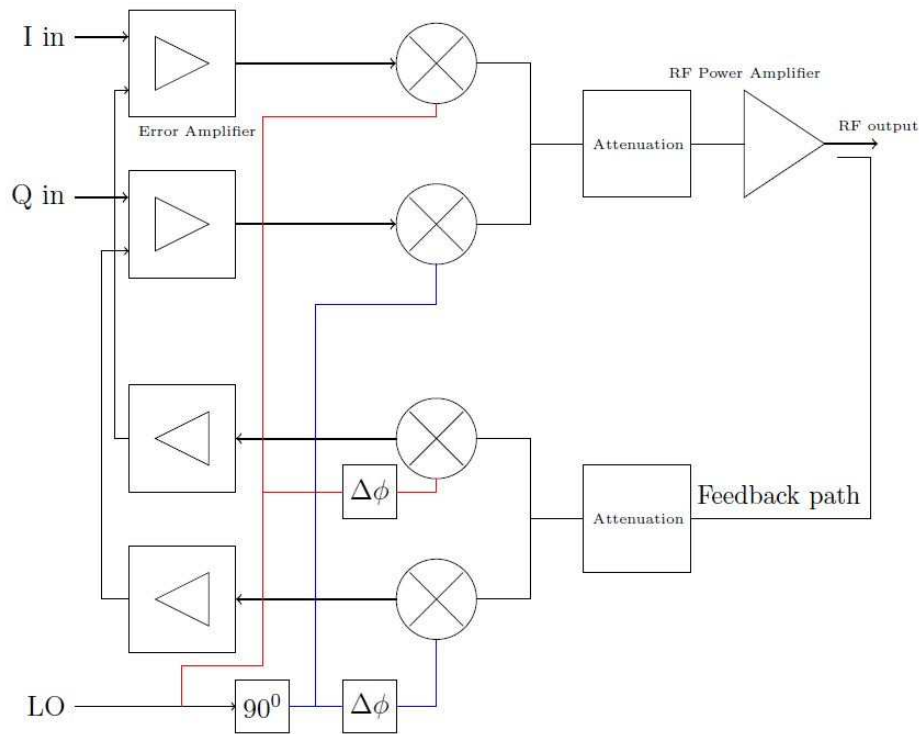 I in
RF Power Amplifier
RF output
Error Amplifier
Attenuation
Q in
Δϕ
Feedback path
Attenuation
LO
90⁰
Δϕ